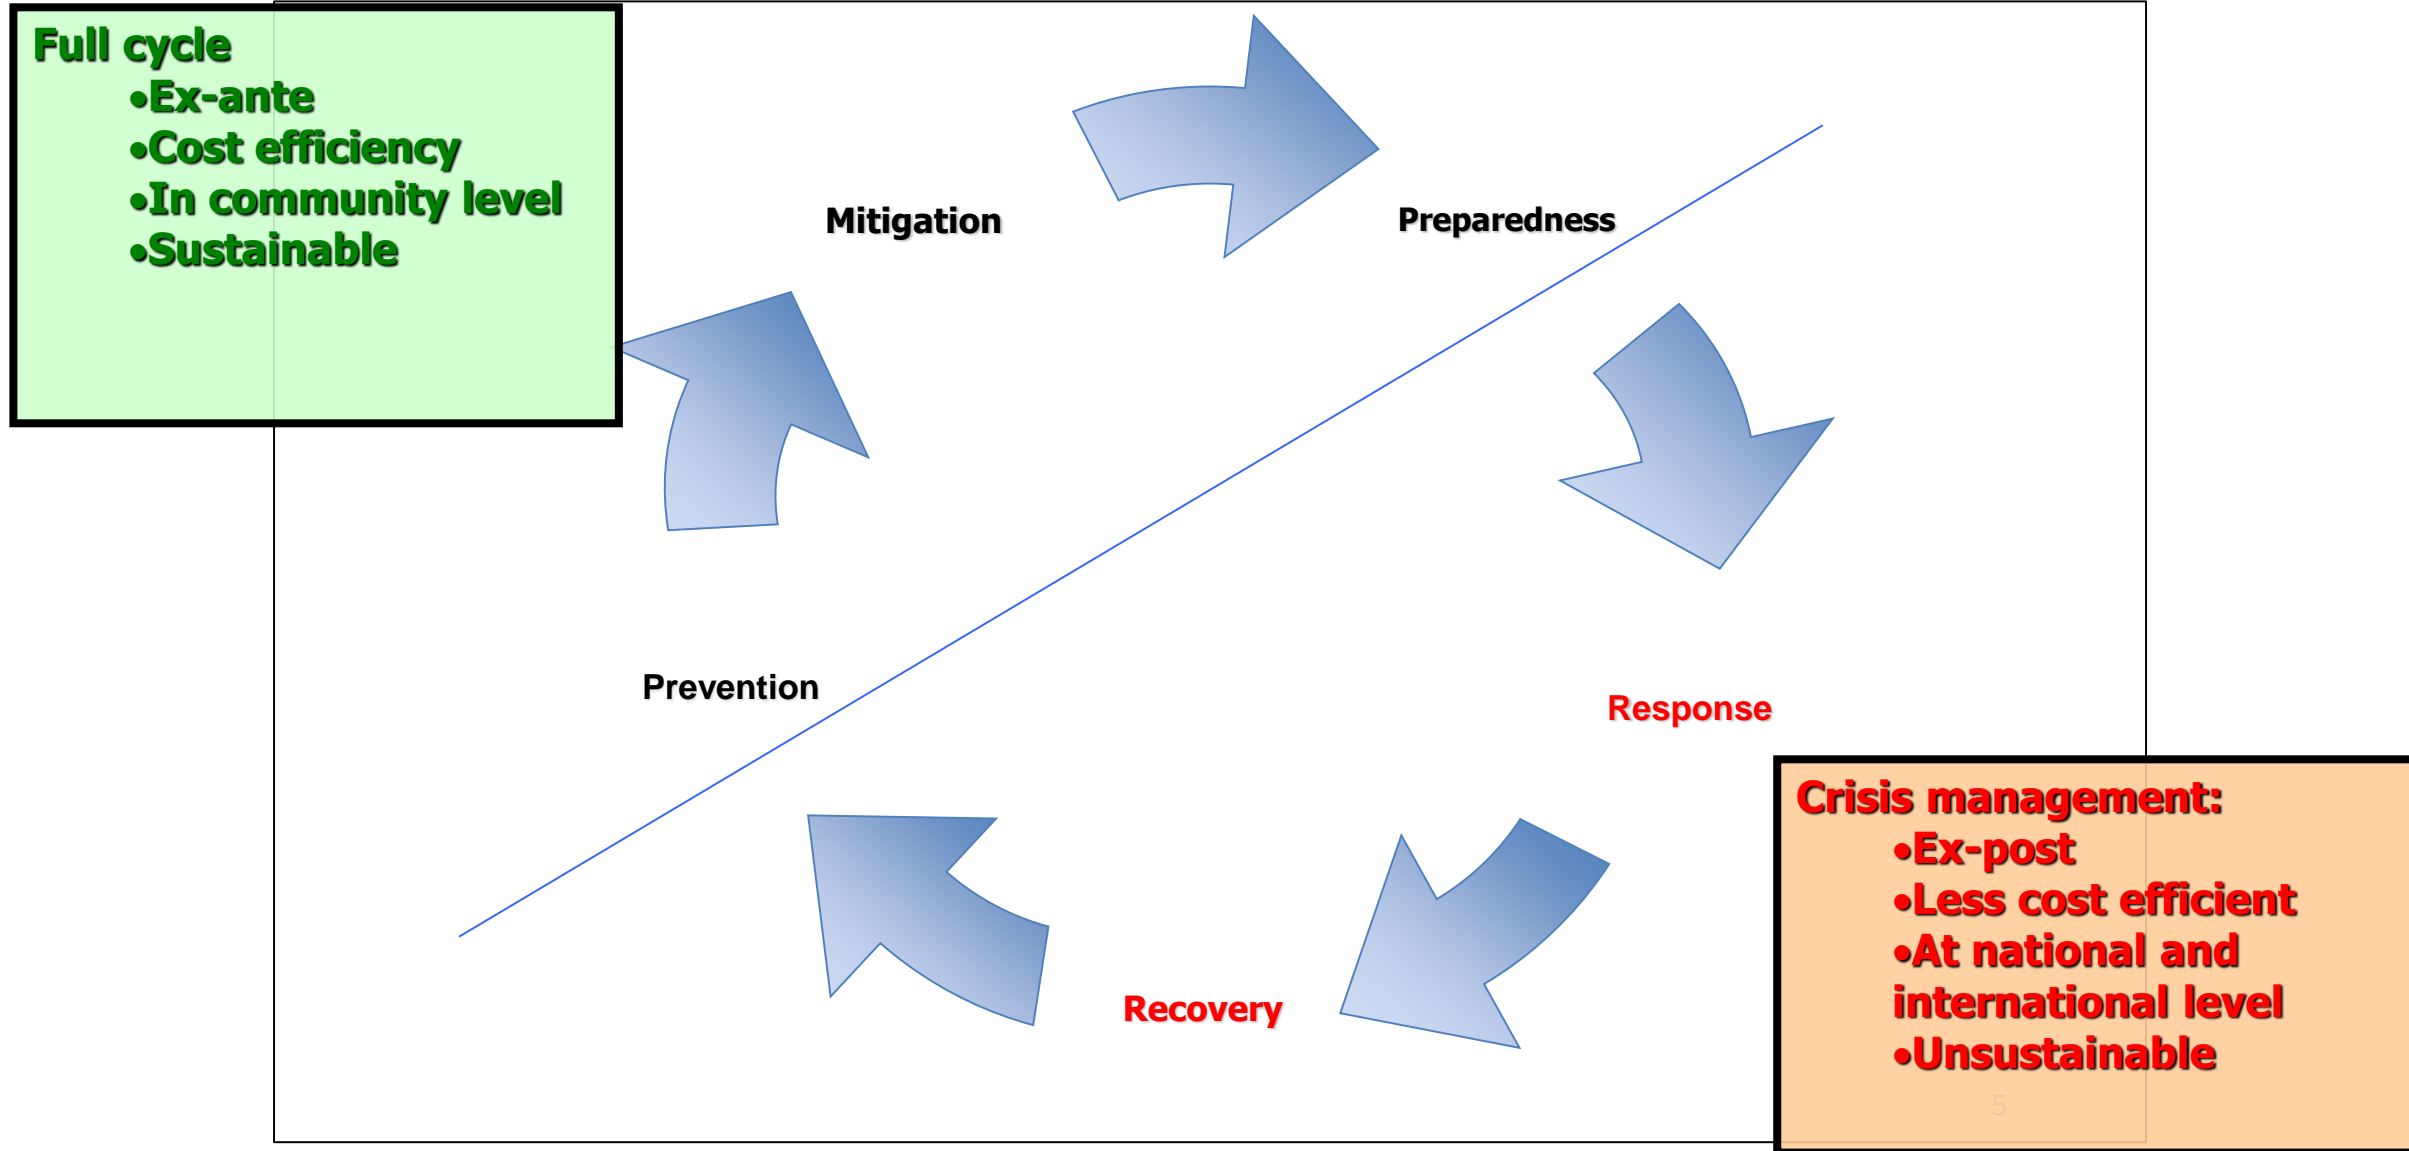 Full cycle
•Ex-ante
•Cost efficiency
•In community level
•Sustainable
Mitigation
Preparedness
Prevention
Response
Recovery
Crisis management:
•Ex-post
•Less cost efficient
•At national and
international level
•Unsustainable
5